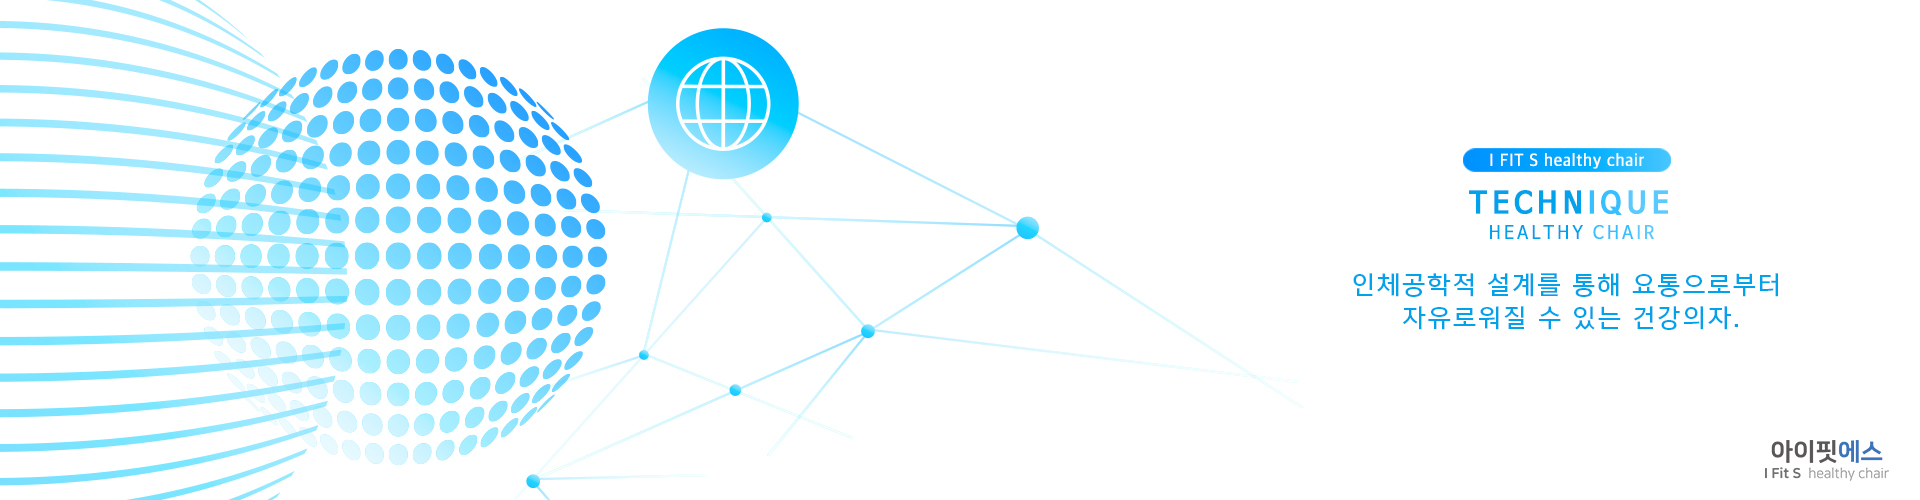 I FIT S healthy chair
TECHNIQUE
HEALTHY CHAIR
인체공학적 설계를 통해 요통으로부터
자유로워질 수 있는 건강의자.
아이핏에스
I Fit S healthy chair